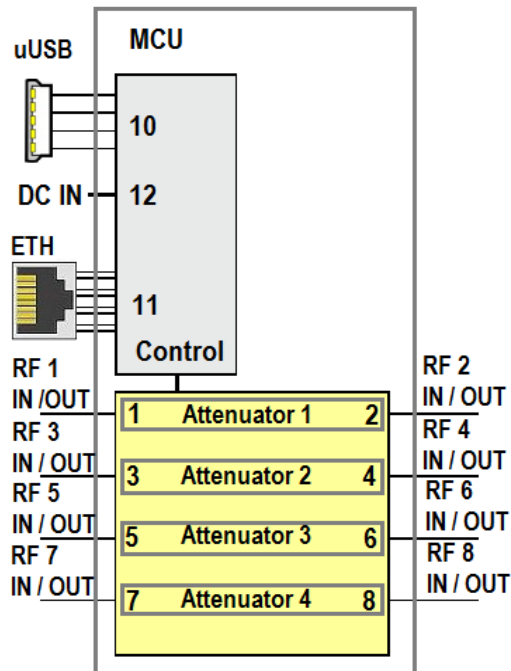 MCU
uUSB
10
DC IN
12
ETH
11
Control
RF 1
IN /OUT
RF 2
IN / OUT
1 Attenuator 1 2
RF 3
IN / OUT
RF 4
IN / OUT
3 Attenuator 2 4
RF 5
IN / OUT
RF 6
IN / OUT
5 Attenuator 3 6
RF 7
IN / OUT
RF 8
IN / OUT
7 Attenuator 4 8